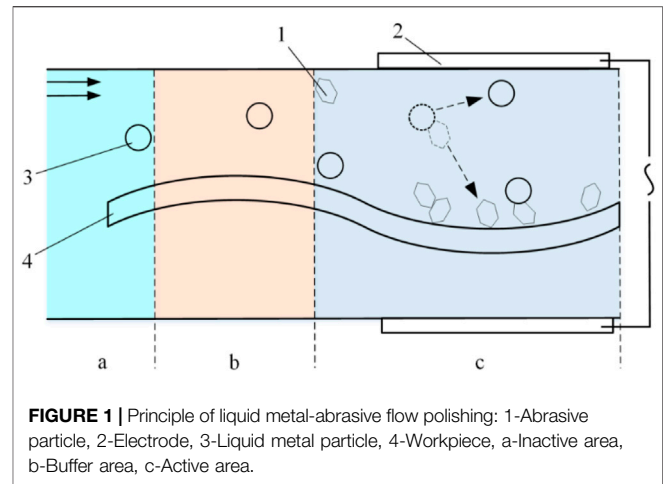 1
2
3
4
a
b
c
FIGURE 1 | Principle of liquid metal-abrasive flow polishing: 1-Abrasive
particle, 2-Electrode, 3-Liquid metal particle, 4-Workpiece, a-Inactive area,
b-Buffer area, c-Active area.